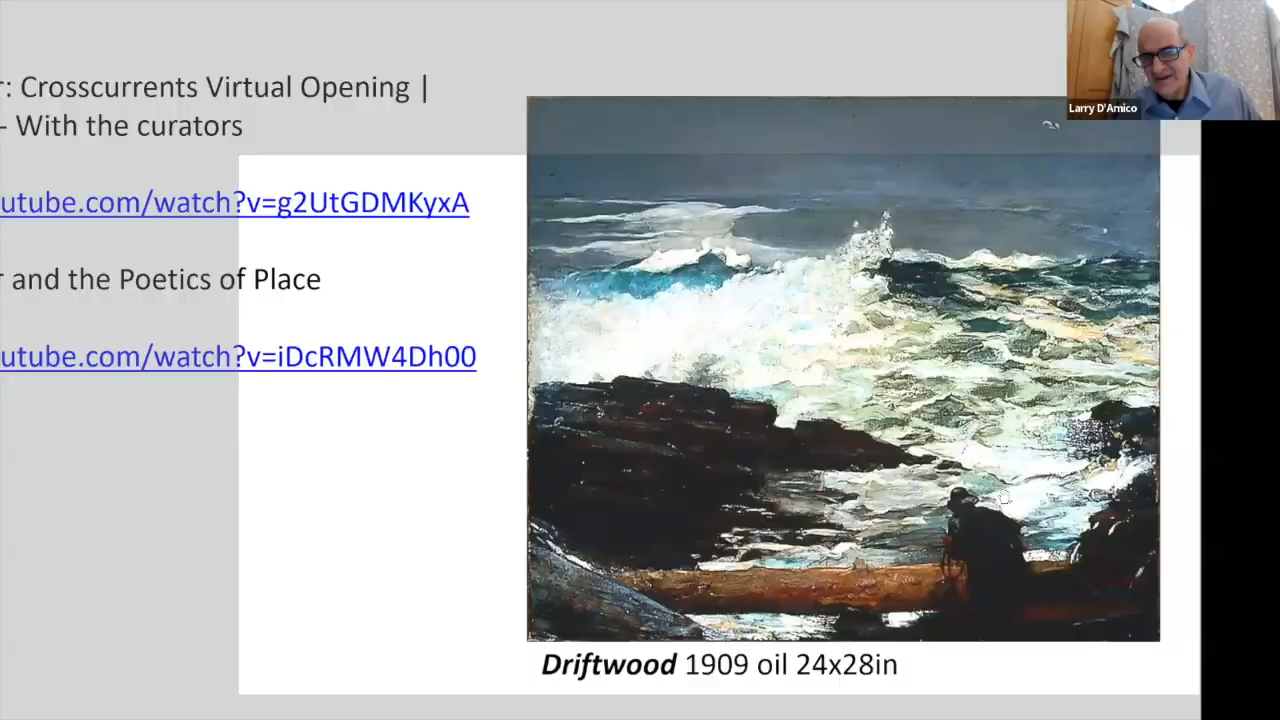 r: Crosscurrents Virtual Opening |
- With the curators
utube.com/watch?v=g2UtGDMKyxA
r and the Poetics of Place
utube.com/watch?v=iDcRMW4Dh00
Driftwood 1909 oil 24x28in
Larry D'Amico